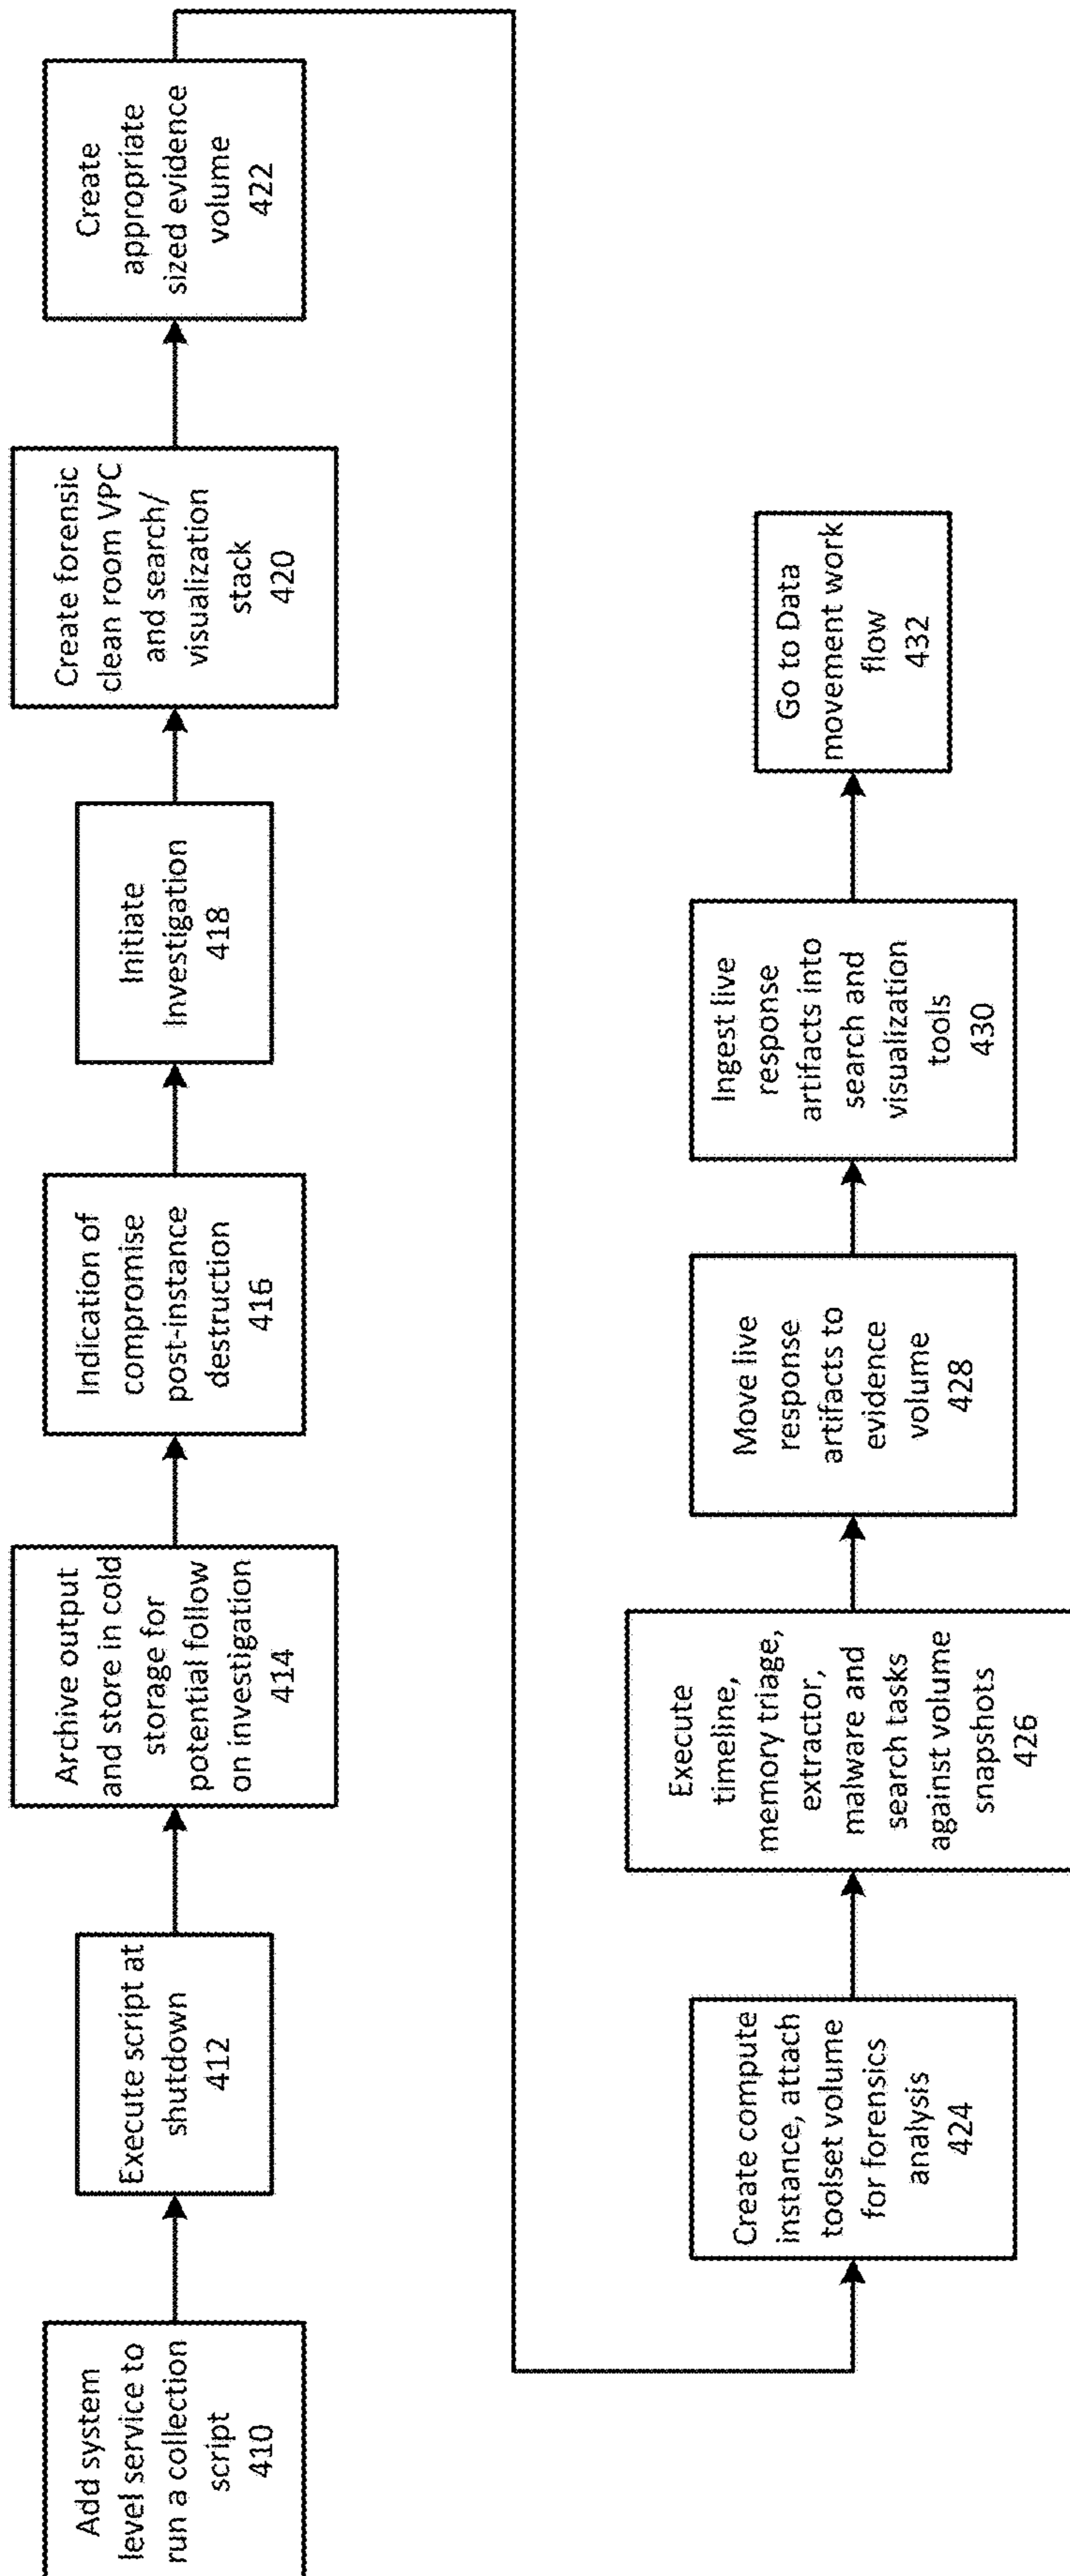 Add system
level service to
run a collection
script
410
Execute script at
shutdown
412
Archive output
and store in cold
storage for
potential follow
on investigation
414
Indication of
compromise
post-instance
destruction
416
Initiate
Investigation
418
Create forensic
clean room VPC
and search/
visualization
stack
420
Create
appropriate
sized evidence
volume
422
Create compute
instance, attach
toolset volume
for forensics
analysis
424
Execute
timeline,
memory triage,
extractor,
malware and
search tasks
against volume
snapshots
426
Move live
response
artifacts to
evidence
volume
428
Ingest live
response
artifacts into
search and
visualization
tools
430
Go to Data
movement work
flow
432